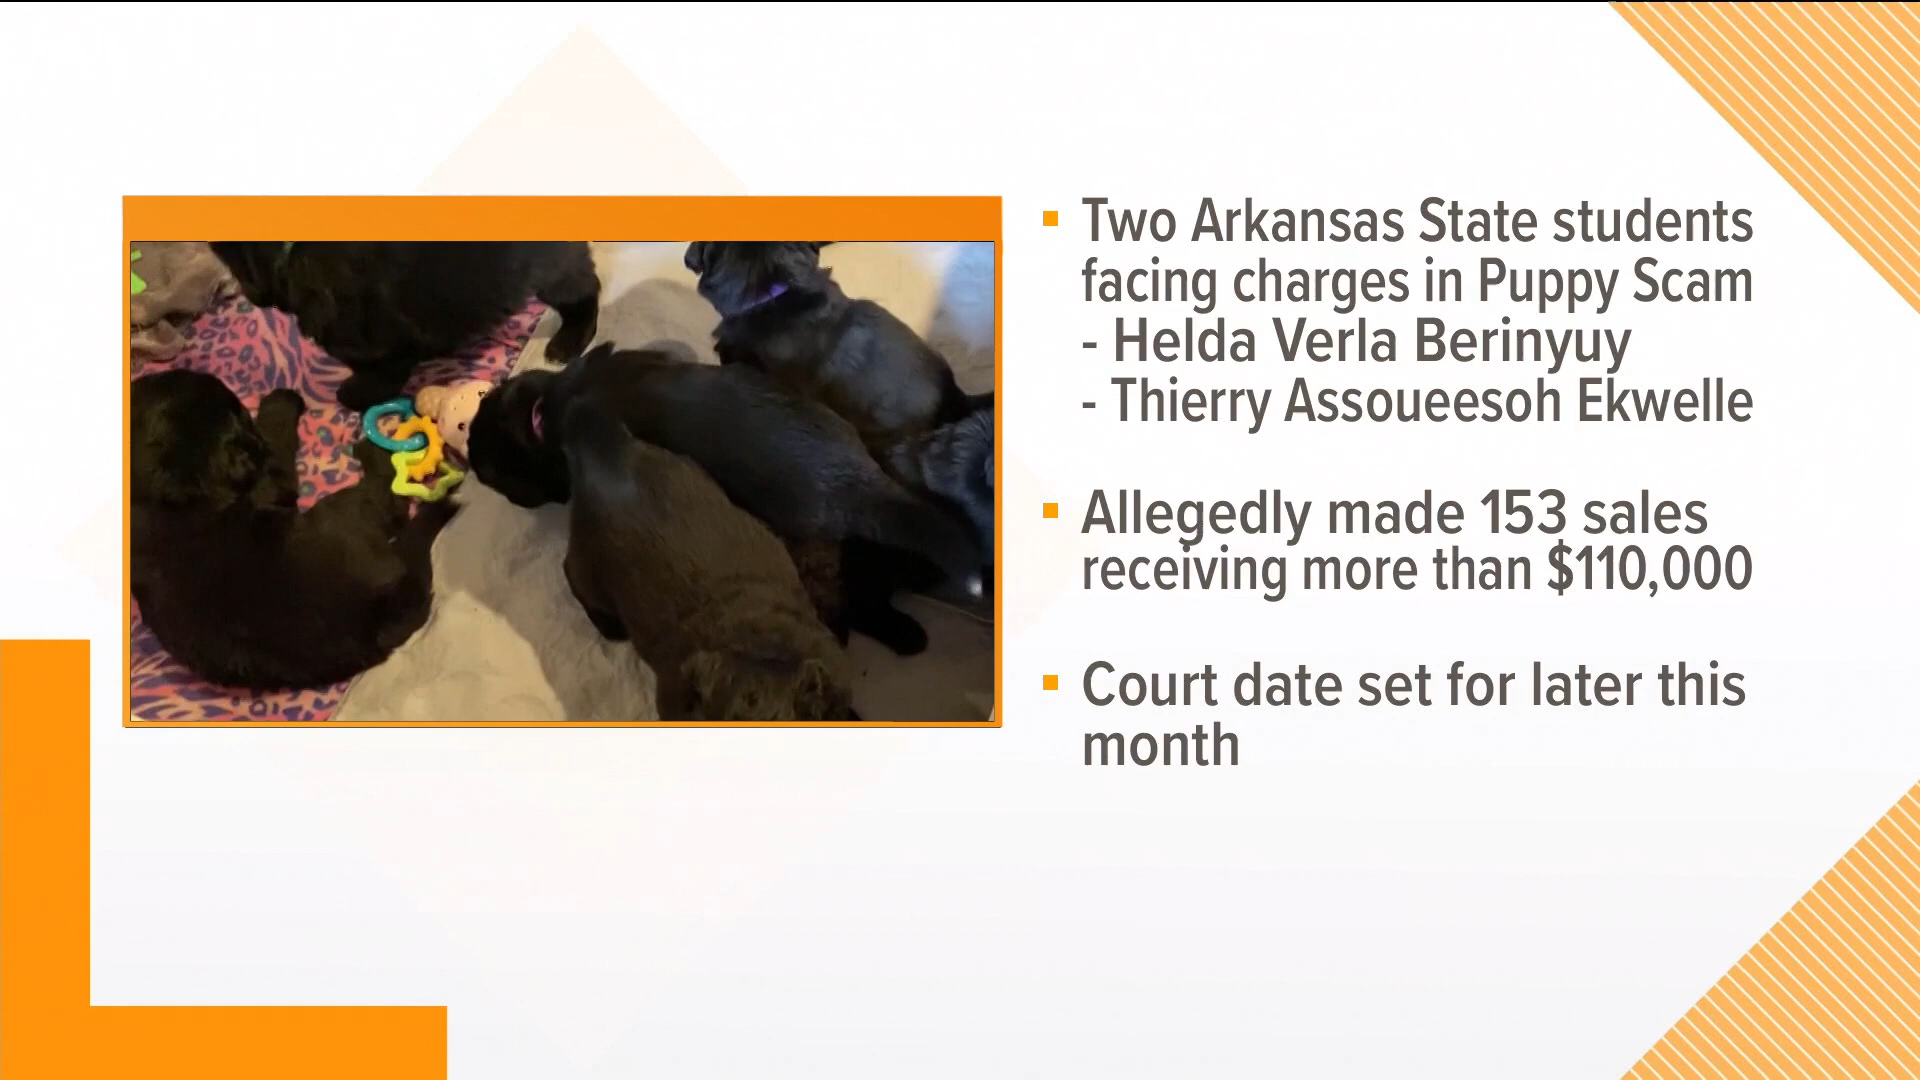 Two Arkansas State students
facing charges in Puppy Scam
- Helda Verla Berinyuy
- Thierry Assoueesoh Ekwelle
Allegedly made 153 sales
receiving more than $110,000
Court date set for later this
month